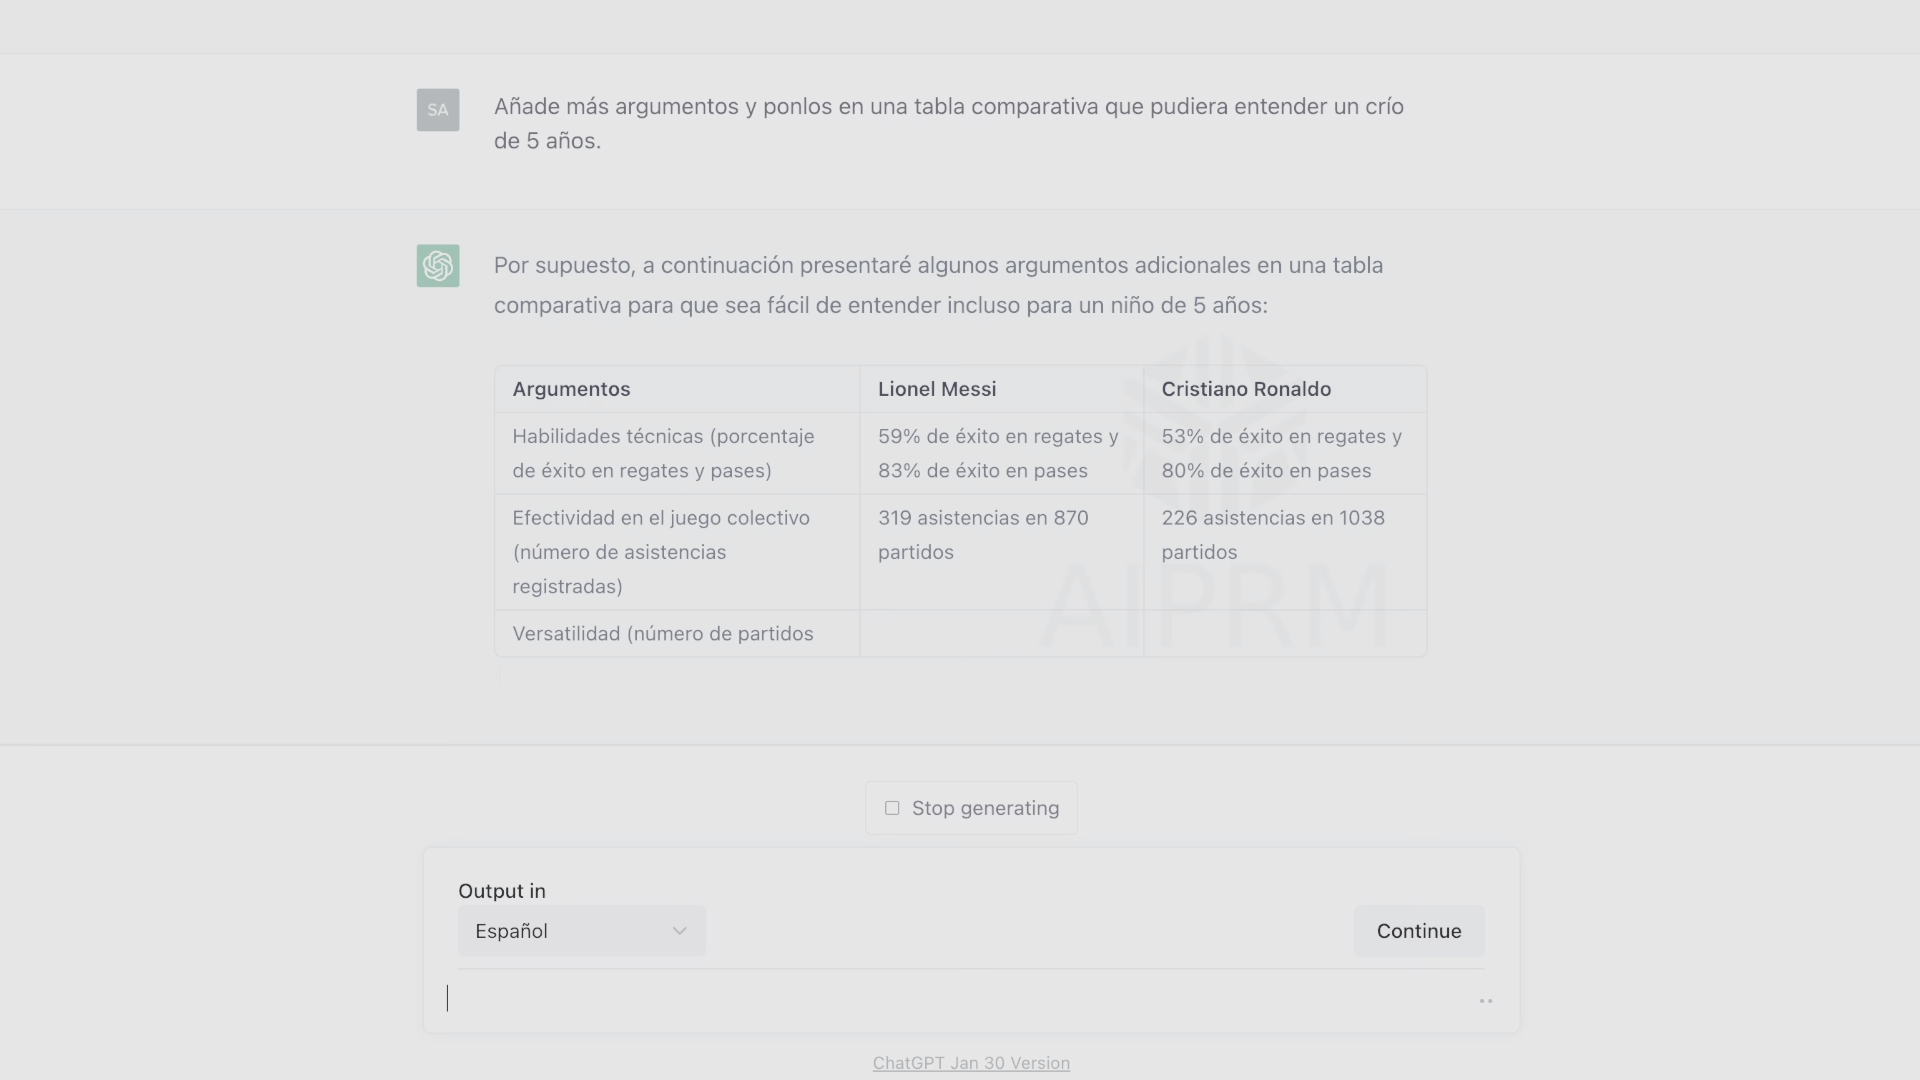 SA
Añade más argumentos y ponlos en una tabla comparativa que pudiera entender un crío
de 5 años.
Por supuesto, a continuación presentaré algunos argumentos adicionales en una tabla
comparativa para que sea fácil de entender incluso para un niño de 5 años:
Argumentos
Lionel Messi
Cristiano Ronaldo
Habilidades técnicas (porcentaje
de éxito en regates y pases)
59% de éxito en regates y
83% de éxito en pases
53% de éxito en regates y
80% de éxito en pases
Efectividad en el juego colectivo
(número de asistencias
registradas)
319 asistencias en 870
partidos
226 asistencias en 1038
partidos
Versatilidad (número de partidos
AIPRM
Stop generating
Output in
Español
Continue
ChatGPT Jan 30 Version